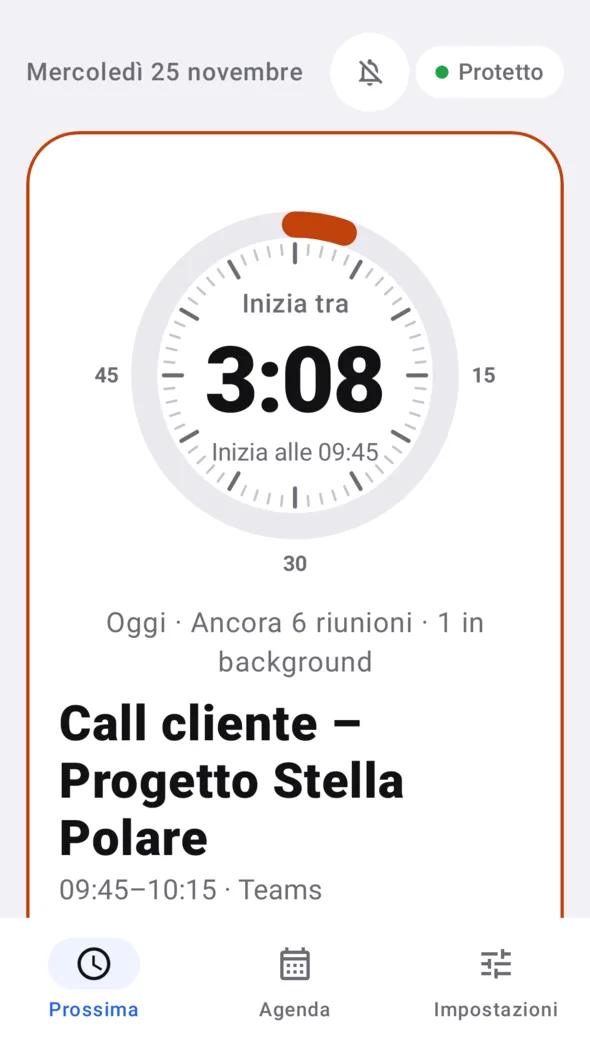 Mercoledì 25 novembre
Protetto
Inizia tra
3:08
Inizia alle 09:45
45
15
30
Oggi · Ancora 6 riunioni · 1 in
background
Call cliente –
Progetto Stella
Polare
09:45–10:15 · Teams
Prossima
Agenda
Impostazioni